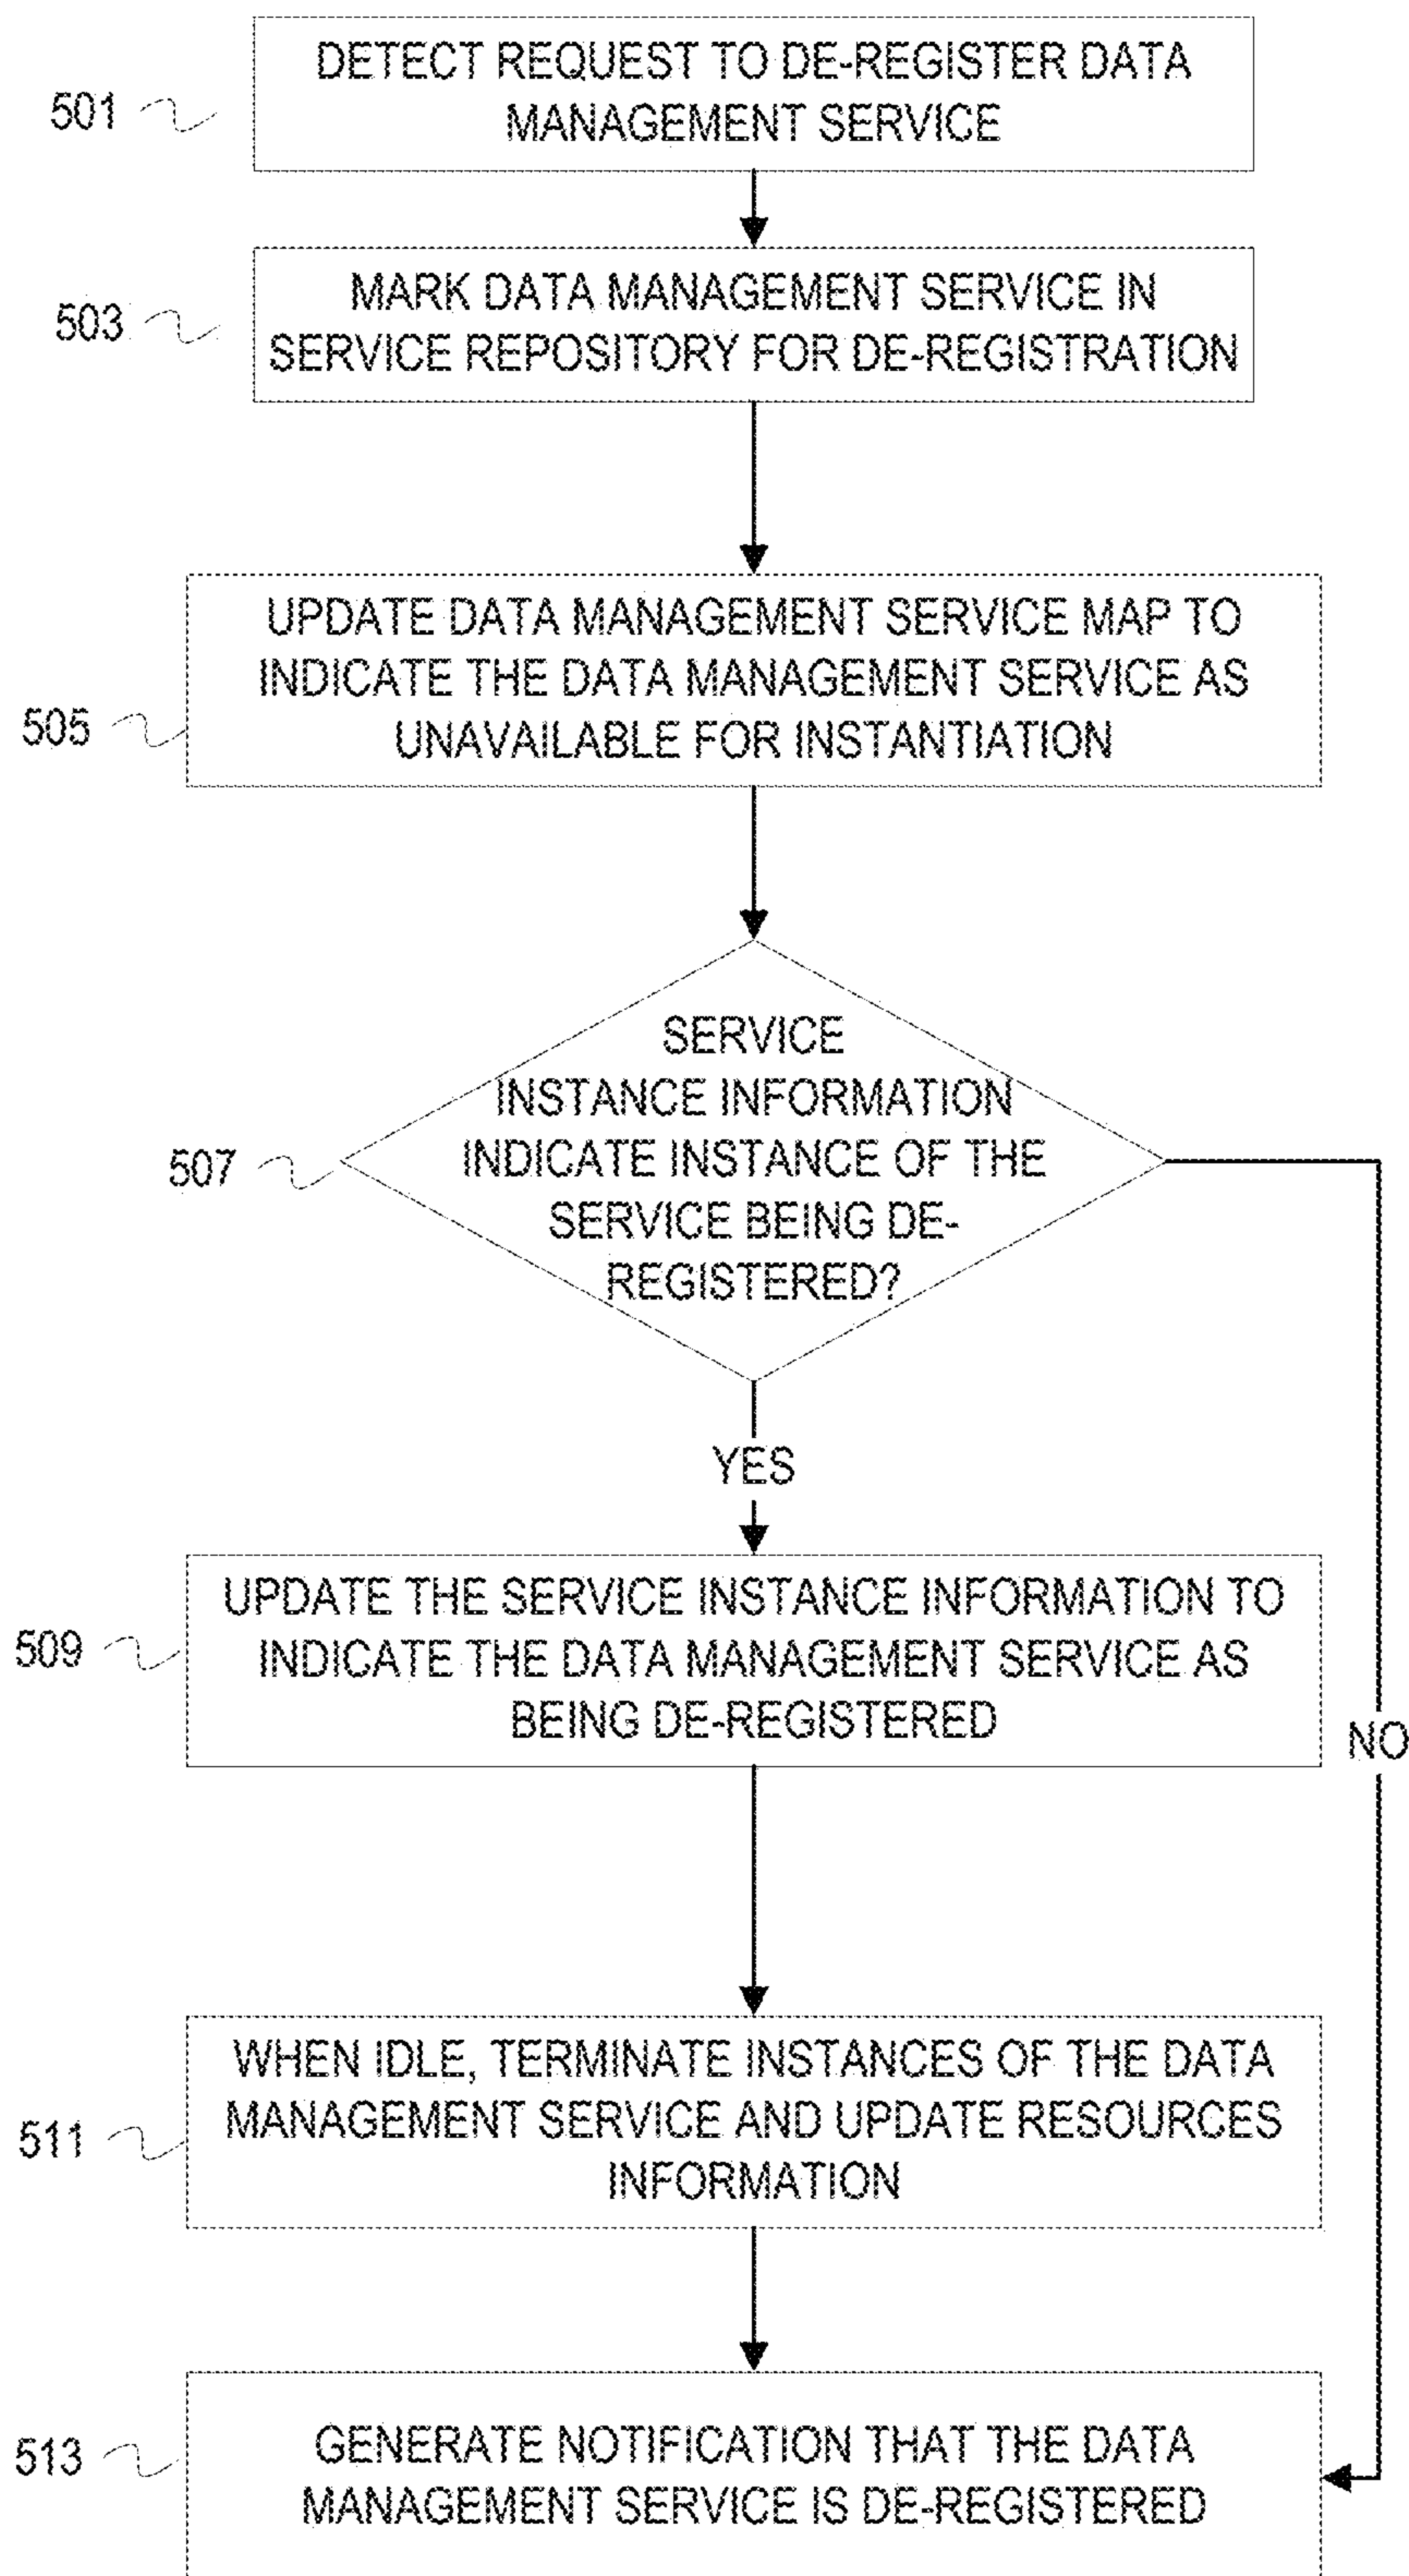 DETECT REQUEST TO DE-REGISTER DATA
MANAGEMENT SERVICE
501
MARK DATA MANAGEMENT SERVICE IN
SERVICE REPOSITORY FOR DE-REGISTRATION
503
UPDATE DATA MANAGEMENT SERVICE MAP TO
INDICATE THE DATA MANAGEMENT SERVICE AS
UNAVAILABLE FOR INSTANTIATION
505
SERVICE
INSTANCE INFORMATION
INDICATE INSTANCE OF THE
SERVICE BEING DE-
REGISTERED?
507
YES
UPDATE THE SERVICE INSTANCE INFORMATION TO
INDICATE THE DATA MANAGEMENT SERVICE AS
BEING DE-REGISTERED
509
NO
WHEN IDLE, TERMINATE INSTANCES OF THE DATA
MANAGEMENT SERVICE AND UPDATE RESOURCES
INFORMATION
511
GENERATE NOTIFICATION THAT THE DATA
MANAGEMENT SERVICE IS DE-REGISTERED
513